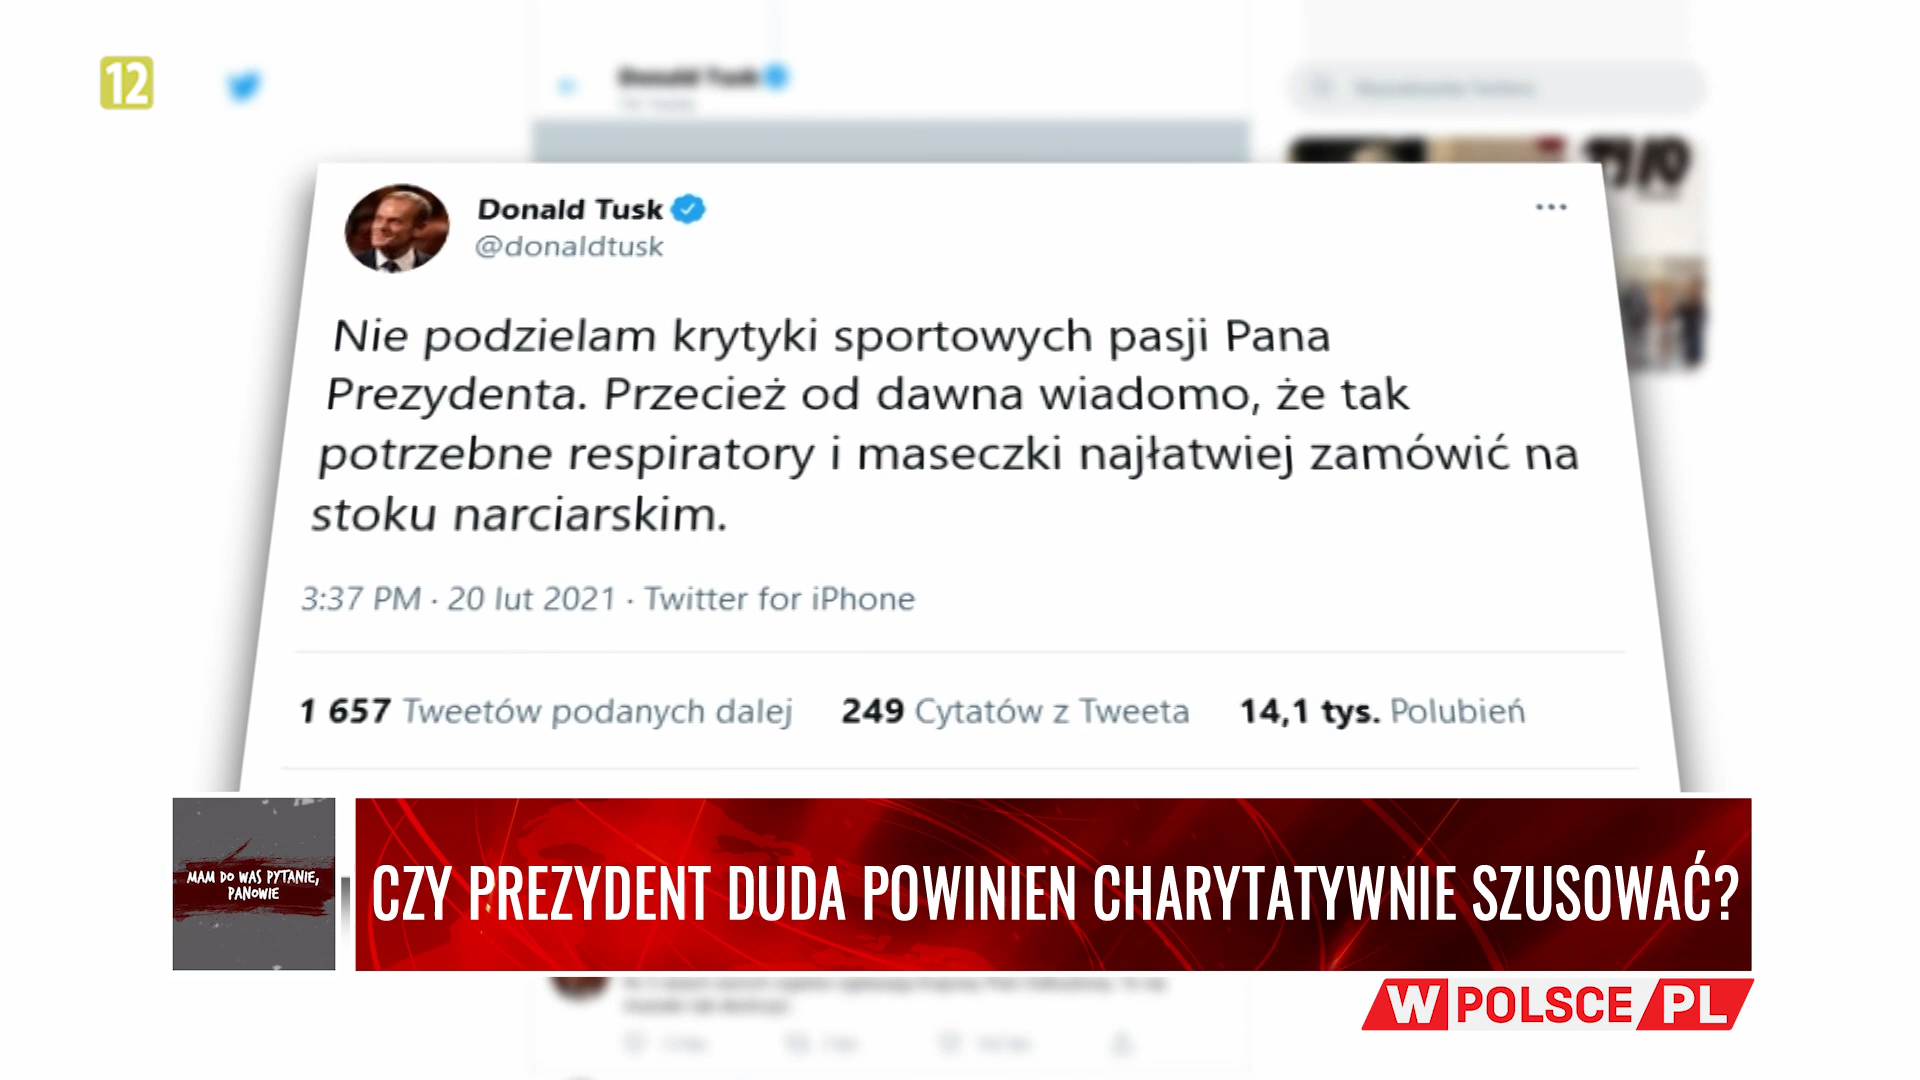 12
Donald Tusk
Donald Tusk
@donaldtusk
Nie podzielam krytyki sportowych pasji Pana
Prezydenta. Przecież od dawna wiadomo, że tak
potrzebne respiratory i maseczki najłatwiej zamówić na
stoku narciarskim.
3:37 PM · 20 lut 2021 · Twitter for iPhone
1 657 Tweetów podanych dalej 249 Cytatów z Tweeta 14,1 tys. Polubień
MAM DO WAS PYTANIE,
PANOWIE
CZY PREZYDENT DUDA POWINIEN CHARYTATYWNIE SZUSOWAĆ?
WPOLSCE/PL